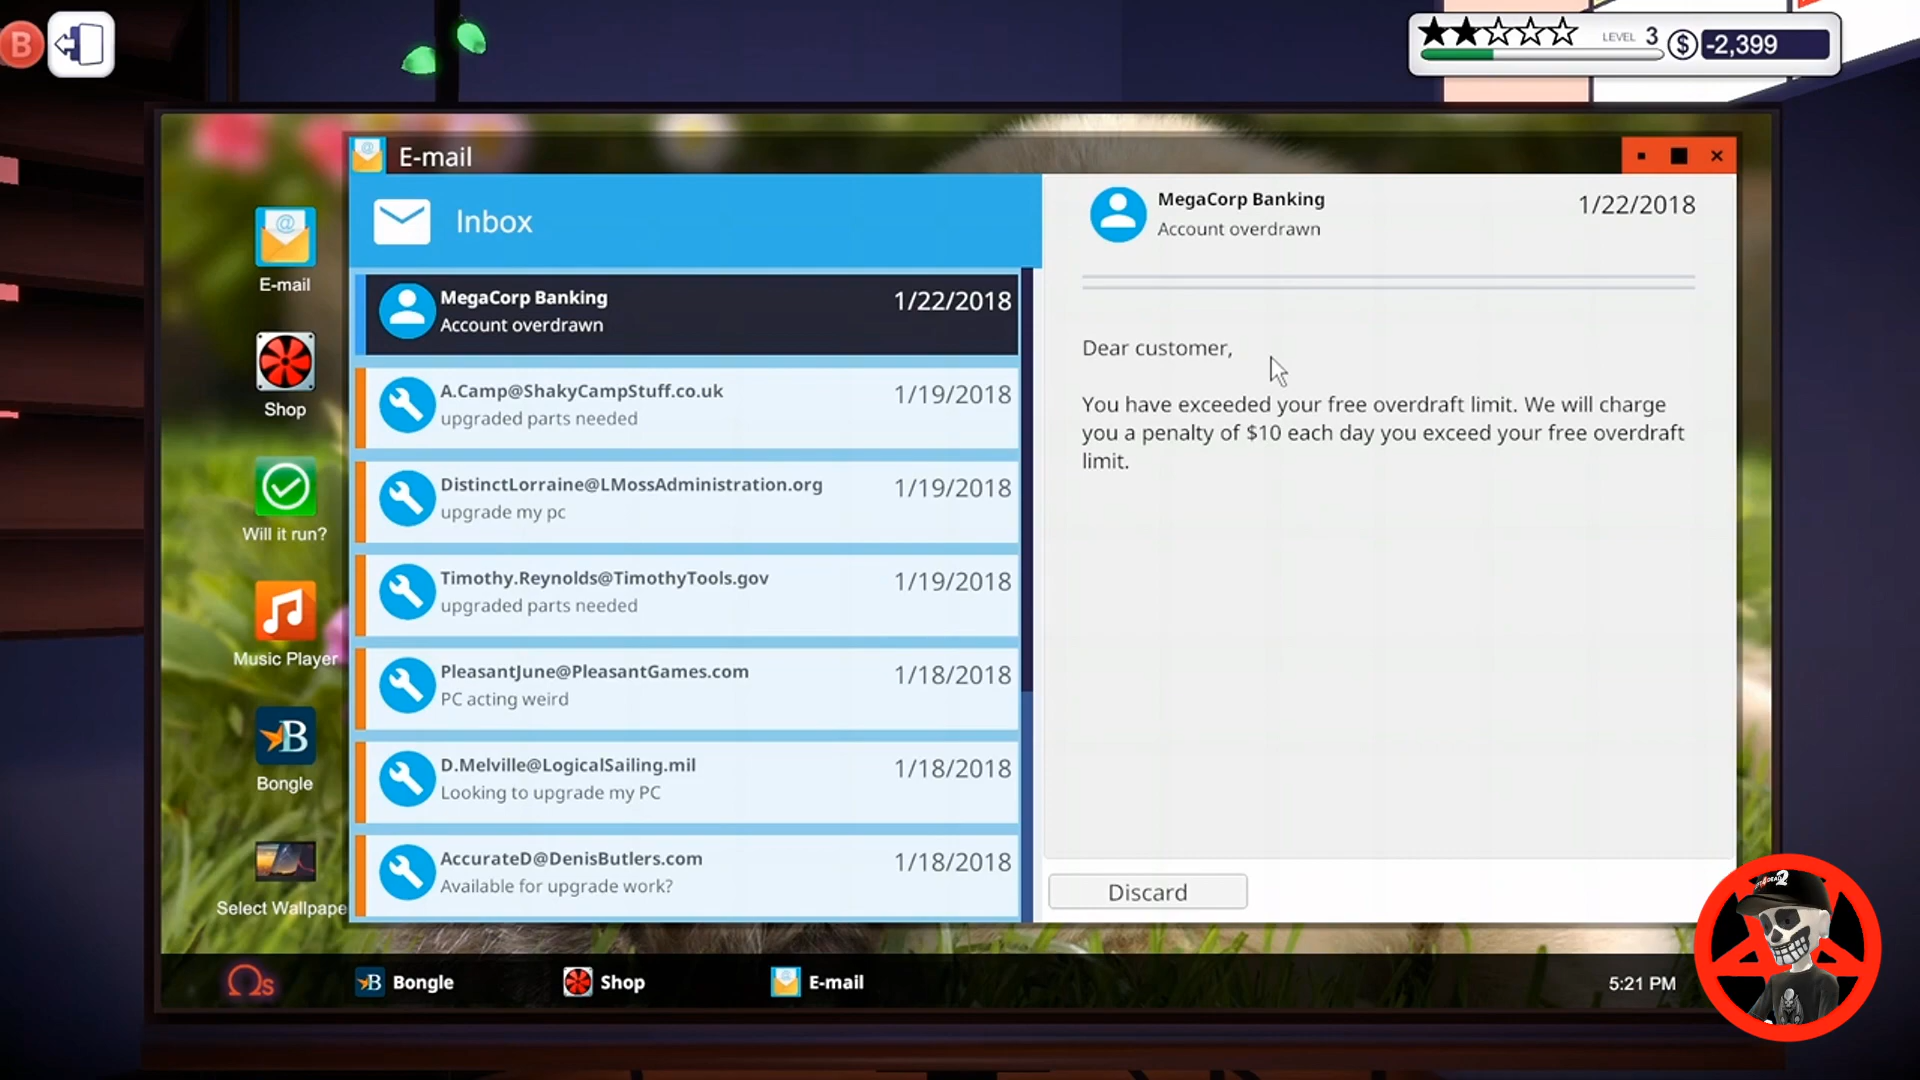 B
LEVEL 3
$ -2,399
E-mail
Inbox
MegaCorp Banking
1/22/2018
Account overdrawn
A.Camp@ShakyCampStuff.co.uk
1/19/2018
upgraded parts needed
DistinctLorraine@LMossAdministration.org
1/19/2018
upgrade my pc
Timothy.Reynolds@TimothyTools.gov
1/19/2018
upgraded parts needed
PleasantJune@PleasantGames.com
1/18/2018
PC acting weird
D.Melville@LogicalSailing.mil
1/18/2018
Looking to upgrade my PC
AccurateD@DenisButlers.com
1/18/2018
Available for upgrade work?
MegaCorp Banking
1/22/2018
Account overdrawn
Dear customer,
You have exceeded your free overdraft limit. We will charge
you a penalty of $10 each day you exceed your free overdraft
limit.
Discard
E-mail
Shop
Will it run?
Music Player
B
Bongle
Select Wallpape
Ωs
B Bongle
Shop
E-mail
5:21 PM
2